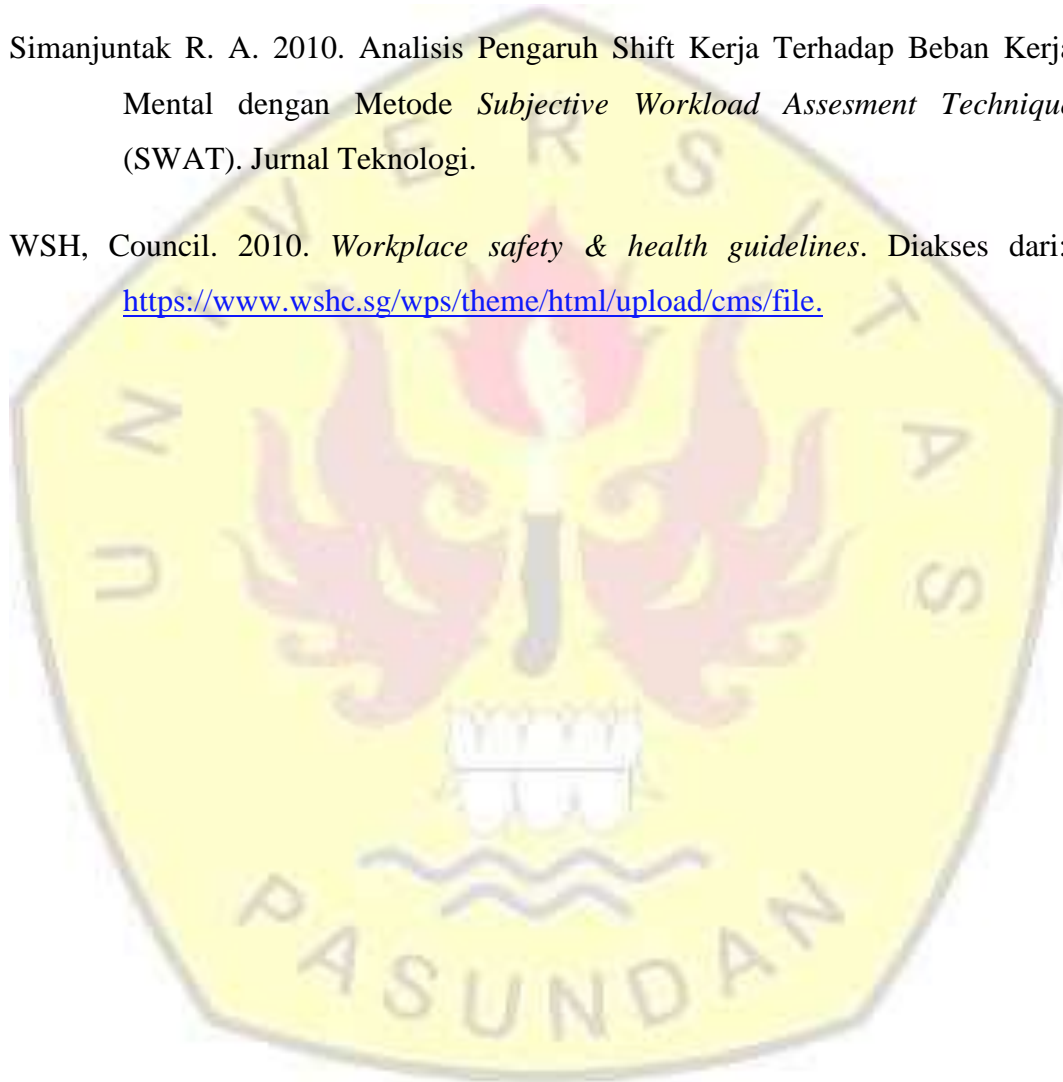 Simanjuntak R. A. 2010. Analisis Pengaruh Shift Kerja Terhadap Beban Kerja
Mental dengan Metode Subjective Workload Assesment Technique
(SWAT). Jurnal Teknologi.
WSH, Council. 2010. Workplace safety & health guidelines. Diakses dari:
https://www.wshc.sg/wps/theme/html/upload/cms/file.
UNIVERSITAS
PASUNDAN